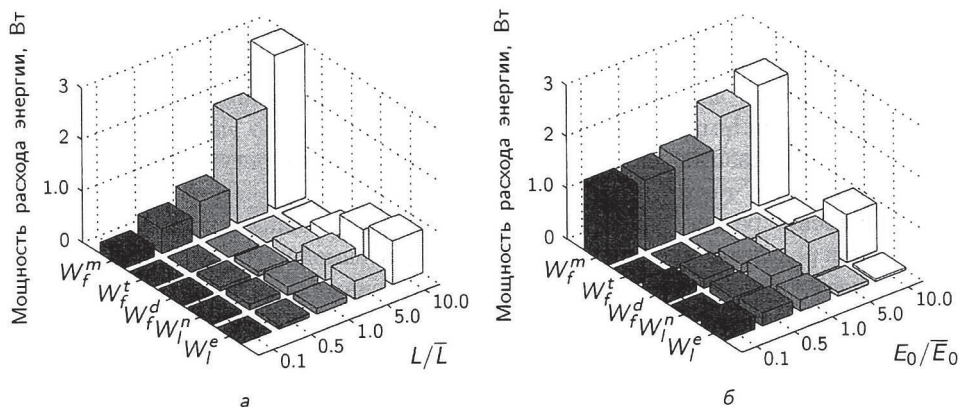 Мощность расхода энергии, Вт
3
2
1.0
0
W_f^m
W_f^t
W_f^d
W_l^n
W_l^e
0.1
0.5
1.0
5.0
10.0
L/L̅
а
Мощность расхода энергии, Вт
3
2
1.0
0
W_f^m
W_f^t
W_f^d
W_l^n
W_l^e
0.1
0.5
1.0
5.0
10.0
E₀/E̅₀
б